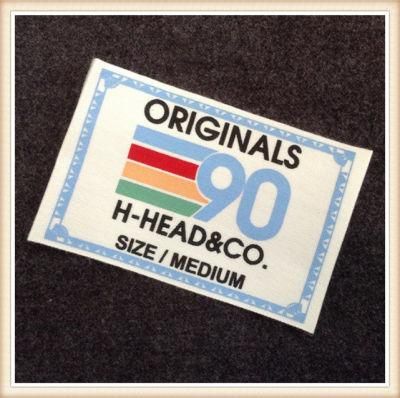 ORIGINALS
90
H-HEAD&CO.
SIZE / MEDIUM